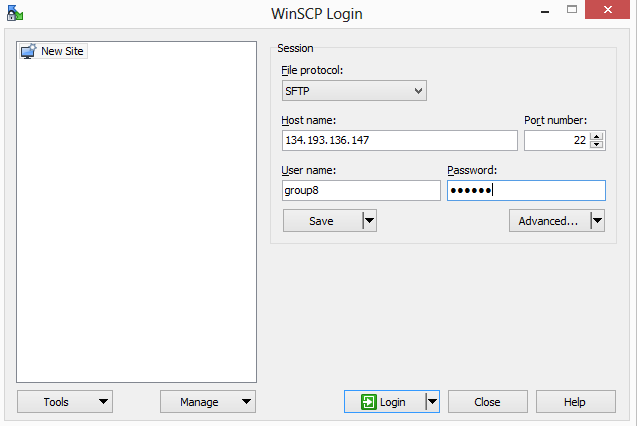 WinSCP Login
New Site
Session
File protocol:
SFTP
Host name:
Port number:
134.193.136.147
22
User name:
Password:
group8
••••••
Save
Advanced...
Tools
Manage
Login
Close
Help